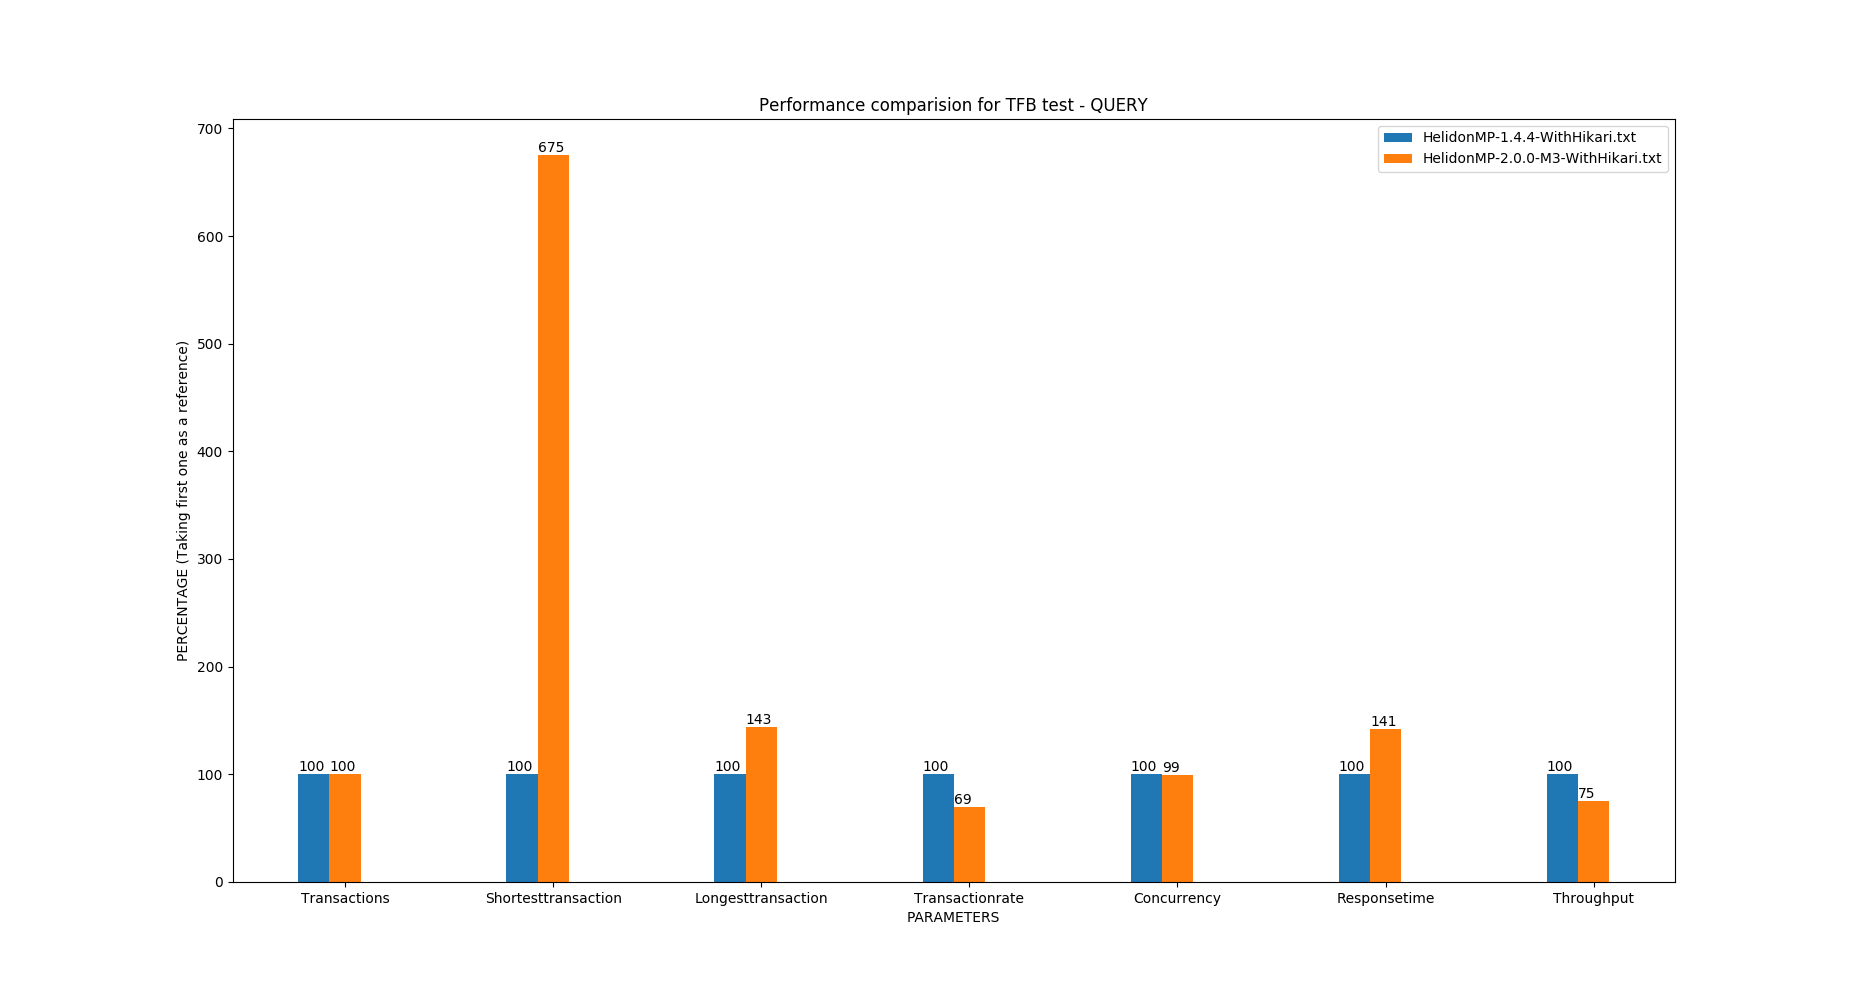 Performance comparision for TFB test - QUERY
HelidonMP-1.4.4-WithHikari.txt
HelidonMP-2.0.0-M3-WithHikari.txt
PERCENTAGE (Taking first one as a reference)
700
600
500
400
300
200
100
0
100 100
100 675
100 143
100 69
100 99
100 141
100 75
Transactions Shortesttransaction Longesttransaction Transactionrate Concurrency Responsetime Throughput
PARAMETERS